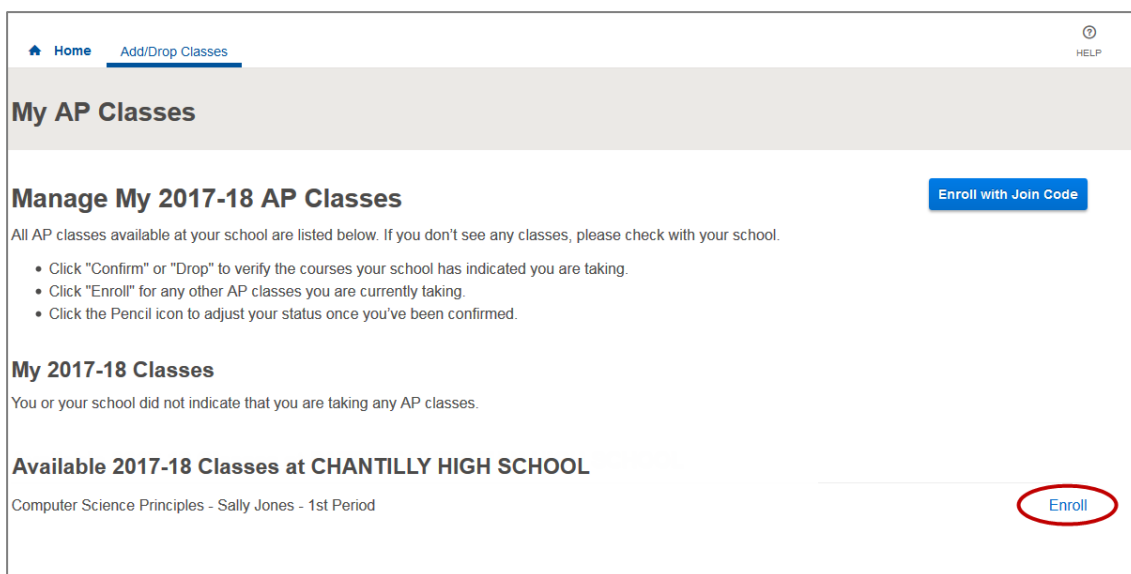 Home Add/Drop Classes
HELP
My AP Classes
Manage My 2017-18 AP Classes
Enroll with Join Code
All AP classes available at your school are listed below. If you don't see any classes, please check with your school.
• Click "Confirm" or "Drop" to verify the courses your school has indicated you are taking.
• Click "Enroll" for any other AP classes you are currently taking.
• Click the Pencil icon to adjust your status once you've been confirmed.
My 2017-18 Classes
You or your school did not indicate that you are taking any AP classes.
Available 2017-18 Classes at CHANTILLY HIGH SCHOOL
Computer Science Principles - Sally Jones - 1st Period Enroll